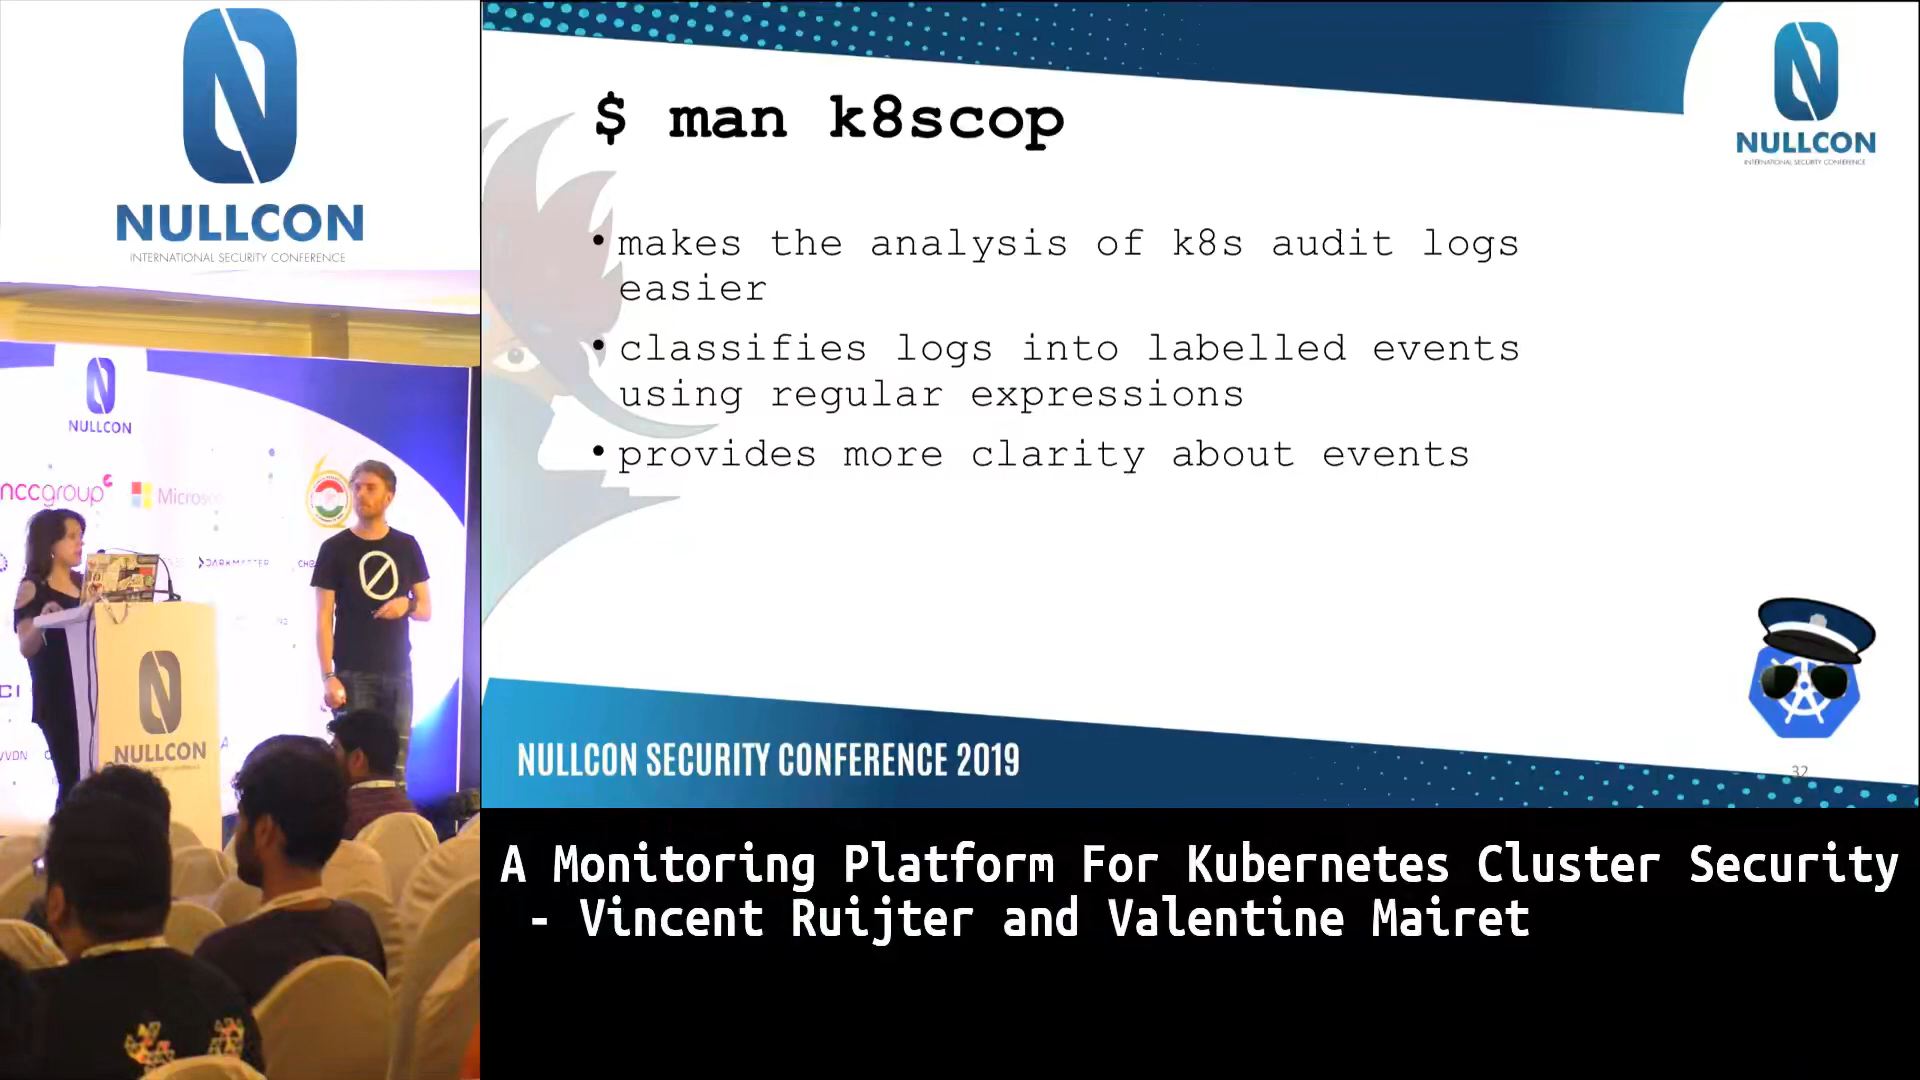 NULLCON
INTERNATIONAL SECURITY CONFERENCE
NULLCON
nccgroup
Microsoft
DARKMATTER
NULLCON
$ man k8scop
NULLCON
INTERNATIONAL SECURITY CONFERENCE
• makes the analysis of k8s audit logs
easier
• classifies logs into labelled events
using regular expressions
• provides more clarity about events
NULLCON SECURITY CONFERENCE 2019
32
A Monitoring Platform For Kubernetes Cluster Security
- Vincent Ruijter and Valentine Mairet